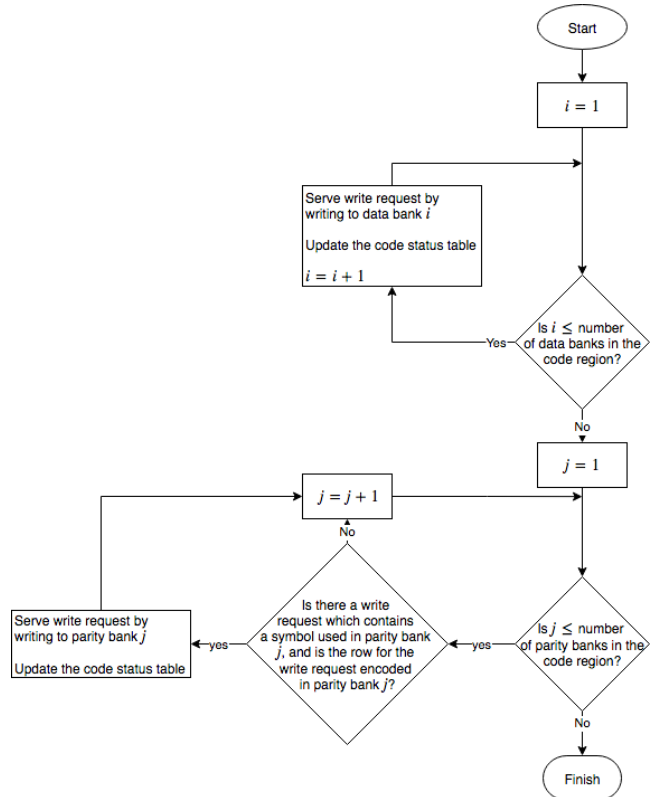 Start
i = 1
Serve write request by
writing to data bank i
Update the code status table
i = i + 1
Is i ≤ number
of data banks in the
code region?
Yes
No
j = 1
j = j + 1
No
Is there a write
request which contains
a symbol used in parity bank
j, and is the row for the
write request encoded
in parity bank j?
Serve write request by
writing to parity bank j
Update the code status table
yes
yes
Is j ≤ number
of parity banks in the
code region?
No
Finish